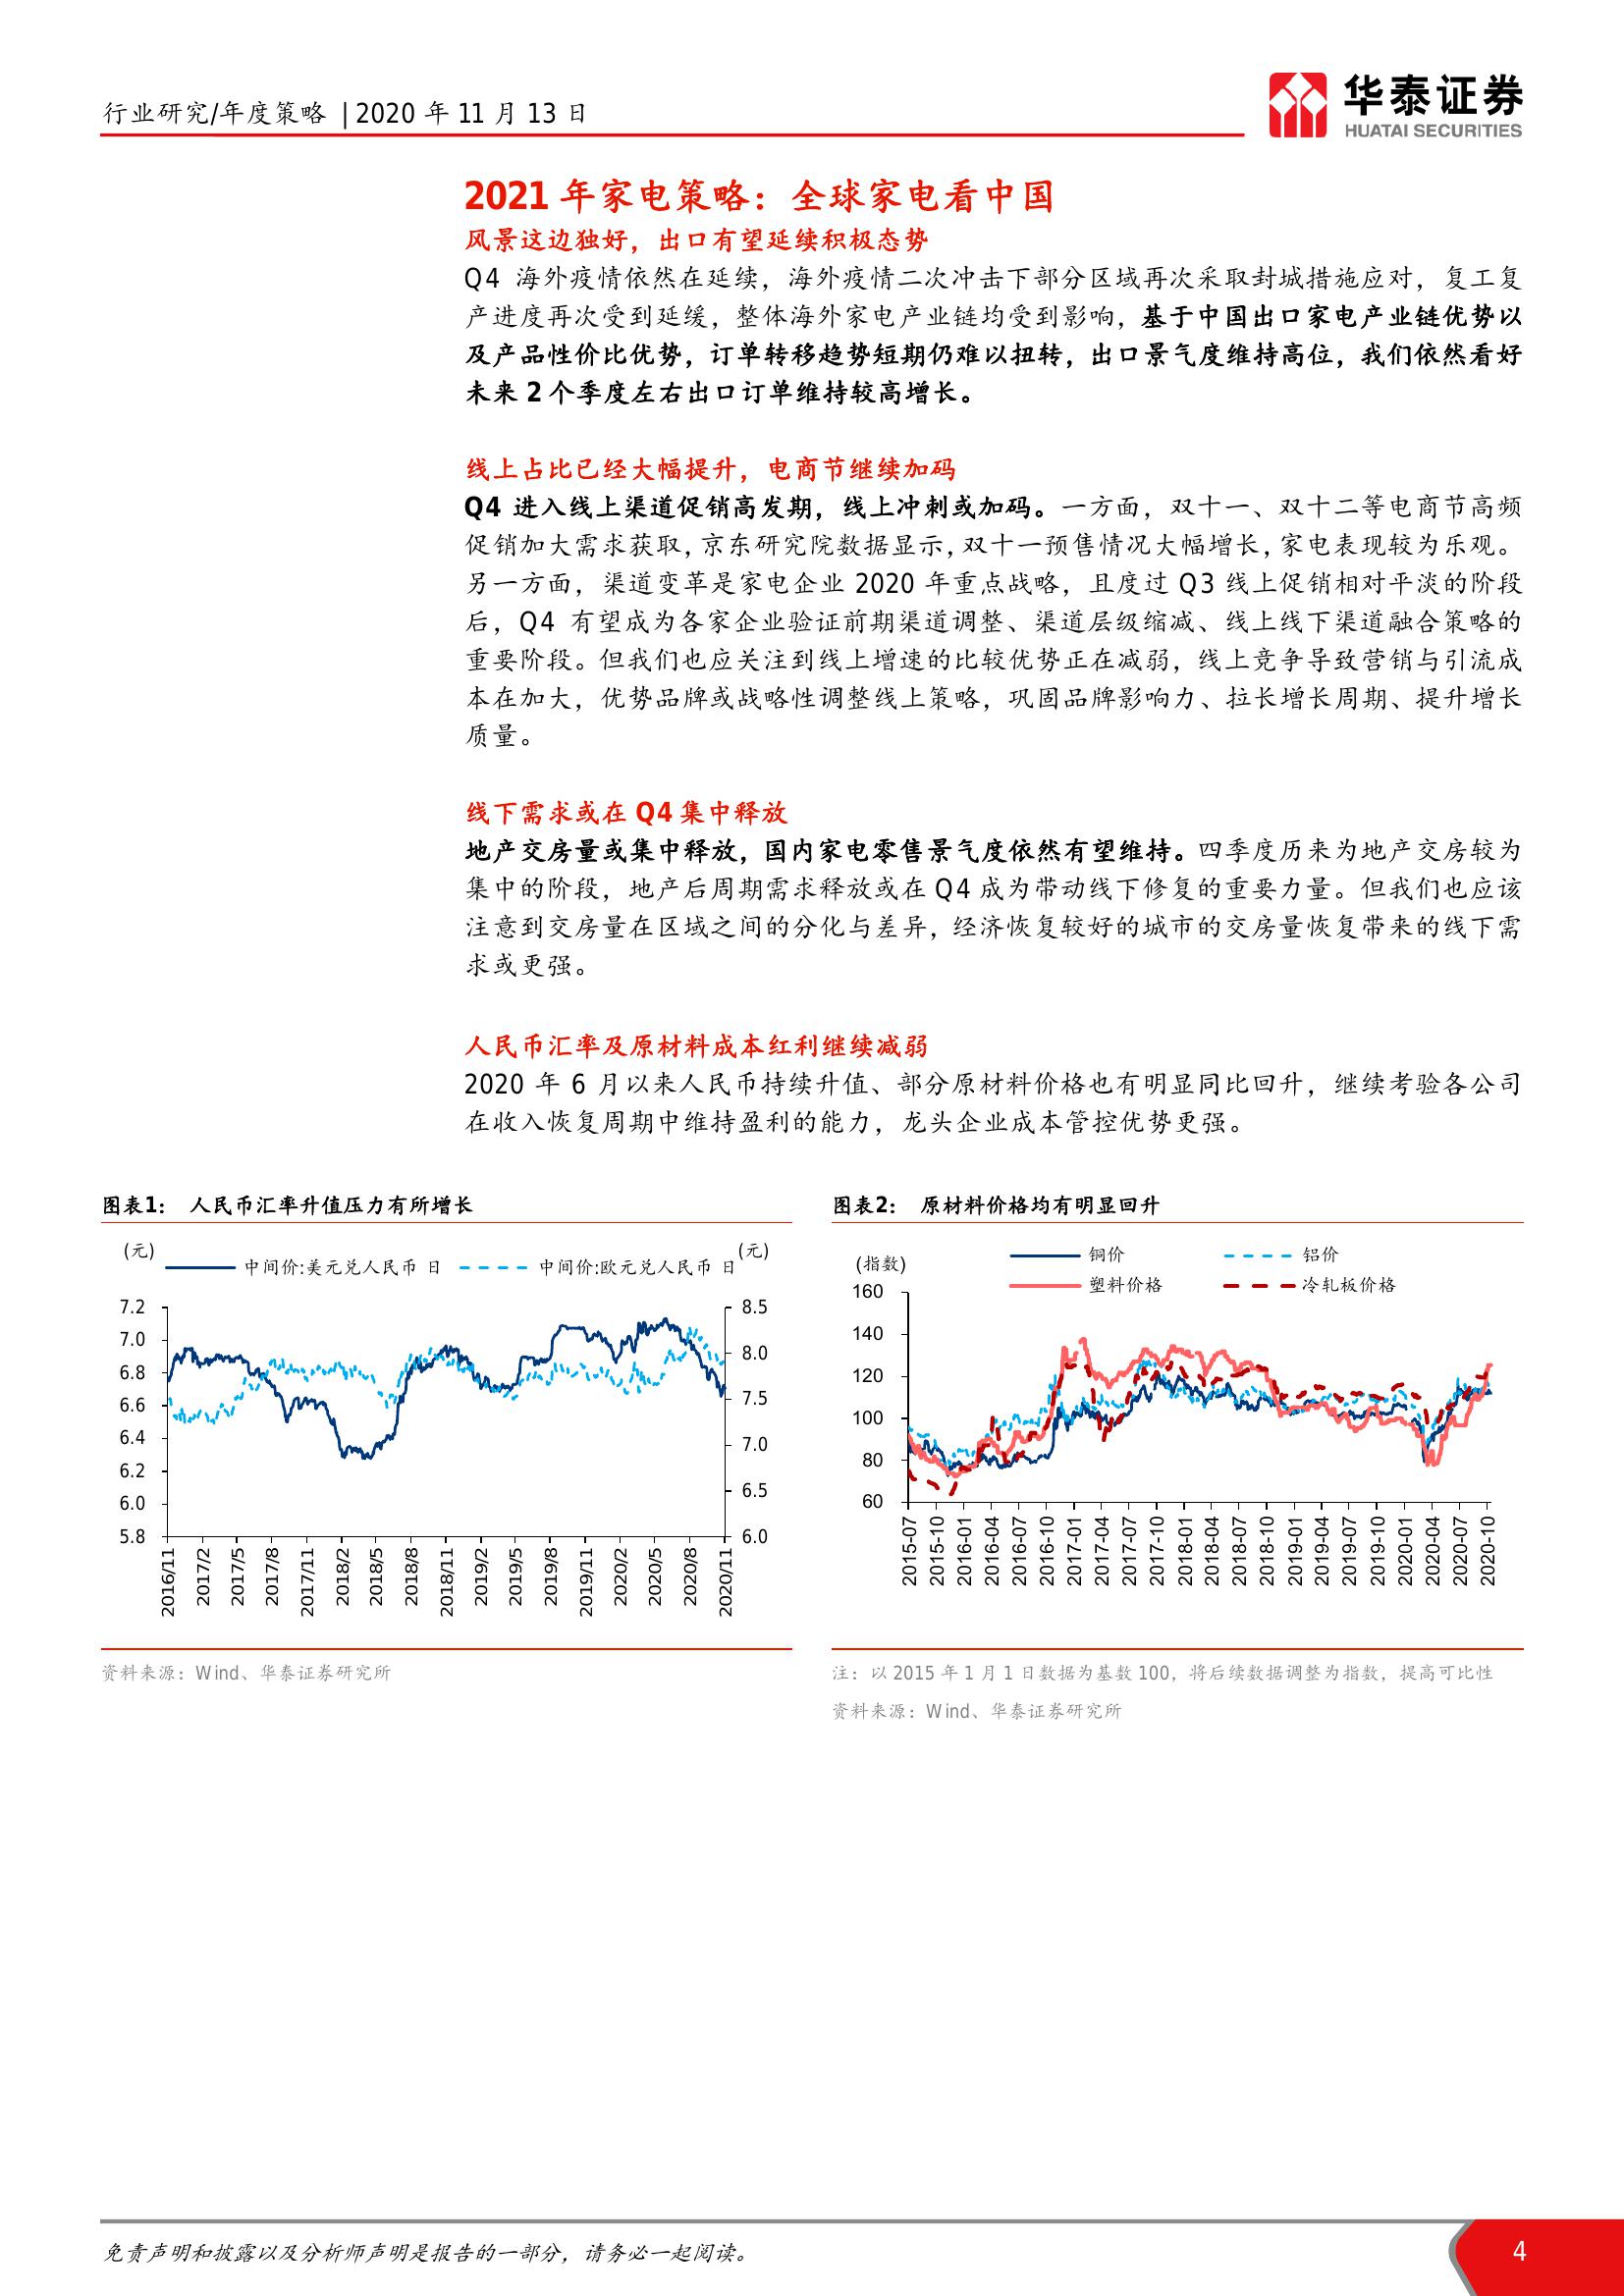 行业研究/年度策略 | 2020 年 11 月 13 日
华泰证券
HUATAI SECURITIES
2021 年家电策略：全球家电看中国
风景这边独好，出口有望延续积极态势
Q4 海外疫情依然在延续，海外疫情二次冲击下部分区域再次采取封城措施应对，复工复
产进度再次受到延缓，整体海外家电产业链均受到影响，基于中国出口家电产业链优势以
及产品性价比优势，订单转移趋势短期仍难以扭转，出口景气度维持高位，我们依然看好
未来 2 个季度左右出口订单维持较高增长。
线上占比已经大幅提升，电商节继续加码
Q4 进入线上渠道促销高发期，线上冲刺或加码。一方面，双十一、双十二等电商节高频
促销加大需求获取，京东研究院数据显示，双十一预售情况大幅增长，家电表现较为乐观。
另一方面，渠道变革是家电企业 2020 年重点战略，且度过 Q3 线上促销相对平淡的阶段
后，Q4 有望成为各家企业验证前期渠道调整、渠道层级缩减、线上线下渠道融合策略的
重要阶段。但我们也应关注到线上增速的比较优势正在减弱，线上竞争导致营销与引流成
本在加大，优势品牌或战略性调整线上策略，巩固品牌影响力、拉长增长周期、提升增长
质量。
线下需求或在 Q4 集中释放
地产交房量或集中释放，国内家电零售景气度依然有望维持。四季度历来为地产交房较为
集中的阶段，地产后周期需求释放或在 Q4 成为带动线下修复的重要力量。但我们也应该
注意到交房量在区域之间的分化与差异，经济恢复较好的城市的交房量恢复带来的线下需
求或更强。
人民币汇率及原材料成本红利继续减弱
2020 年 6 月以来人民币持续升值、部分原材料价格也有明显同比回升，继续考验各公司
在收入恢复周期中维持盈利的能力，龙头企业成本管控优势更强。
图表1： 人民币汇率升值压力有所增长
(元)
中间价:美元兑人民币 日
中间价:欧元兑人民币 日
(元)
7.2
7.0
6.8
6.6
6.4
6.2
6.0
5.8
8.5
8.0
7.5
7.0
6.5
6.0
2016/11
2017/2
2017/5
2017/8
2017/11
2018/2
2018/5
2018/8
2018/11
2019/2
2019/5
2019/8
2019/11
2020/2
2020/5
2020/8
2020/11
资料来源：Wind、华泰证券研究所
图表2： 原材料价格均有明显回升
(指数)
铜价
铝价
塑料价格
冷轧板价格
160
140
120
100
80
60
2015-07
2015-10
2016-01
2016-04
2016-07
2016-10
2017-01
2017-04
2017-07
2017-10
2018-01
2018-04
2018-07
2018-10
2019-01
2019-04
2019-07
2019-10
2020-01
2020-04
2020-07
2020-10
注：以 2015 年 1 月 1 日数据为基数 100，将后续数据调整为指数，提高可比性
资料来源：Wind、华泰证券研究所
免责声明和披露以及分析师声明是报告的一部分，请务必一起阅读。
4